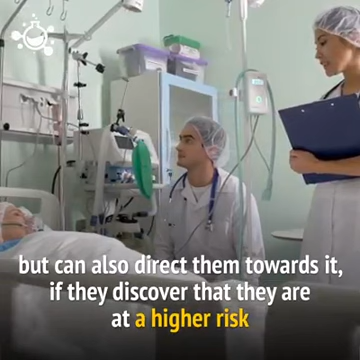 but can also direct them towards it,
if they discover that they are
at a higher risk